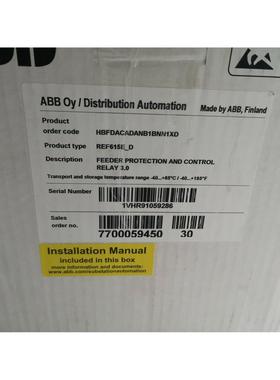 ABB Oy / Distribution Automation
Made by ABB, Finland
Product
order code HBFDACADANB1BNN1XD
Product type REF615E_D
Description FEEDER PROTECTION AND CONTROL
RELAY 3.0
Transport and storage temperature range -40...+85ºC / -40...+185ºF
Serial Number
1VHR91059286
Sales
order no.
7700059450 30
Installation Manual
included in this box
more information and documents:
www.abb.com/substationautomation